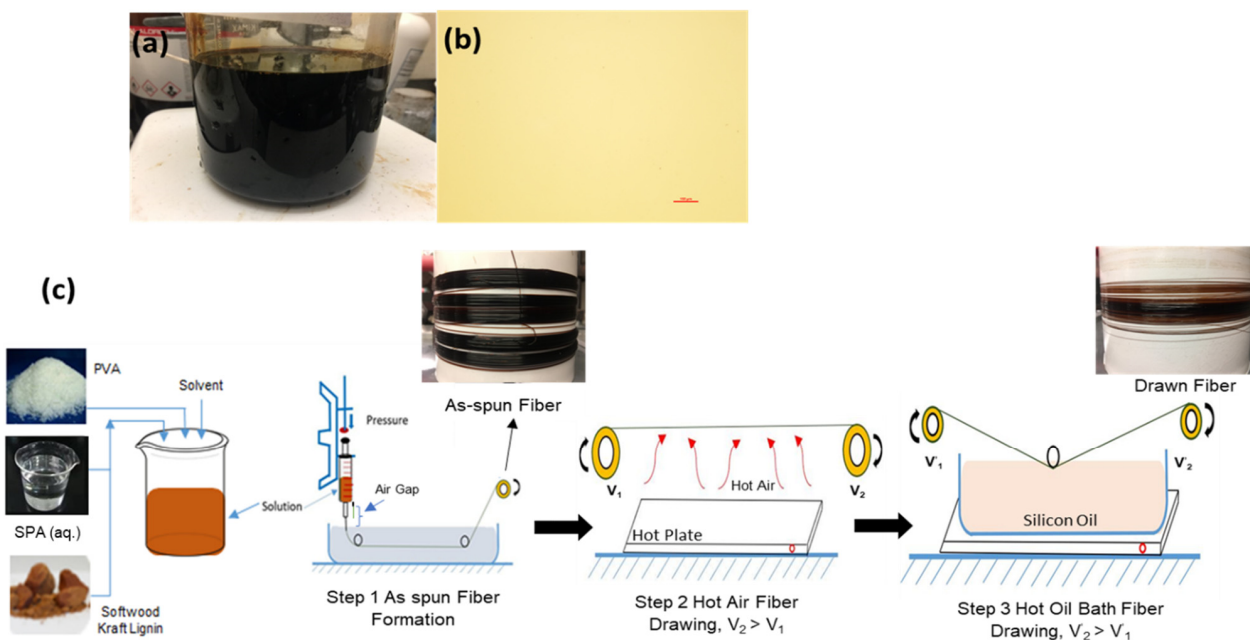 (a)
(b)
(c)
PVA
Solvent
SPA (aq.)
Softwood
Kraft Lignin
Solution
Pressure
Air Gap
As-spun Fiber
Step 1 As spun Fiber
Formation
V₁
V₂
Hot Air
Hot Plate
Step 2 Hot Air Fiber
Drawing, V₂ > V₁
Drawn Fiber
V'₁
V'₂
Silicon Oil
Step 3 Hot Oil Bath Fiber
Drawing, V'₂ > V'₁